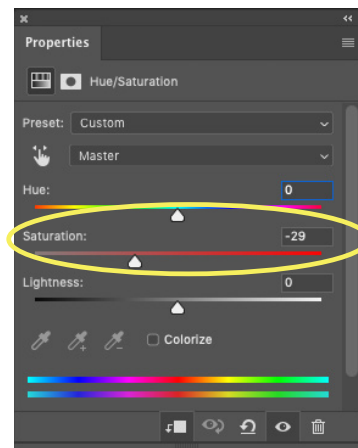 Properties
Hue/Saturation
Preset: Custom
Master
Hue: 0
Saturation: -29
Lightness: 0
Colorize